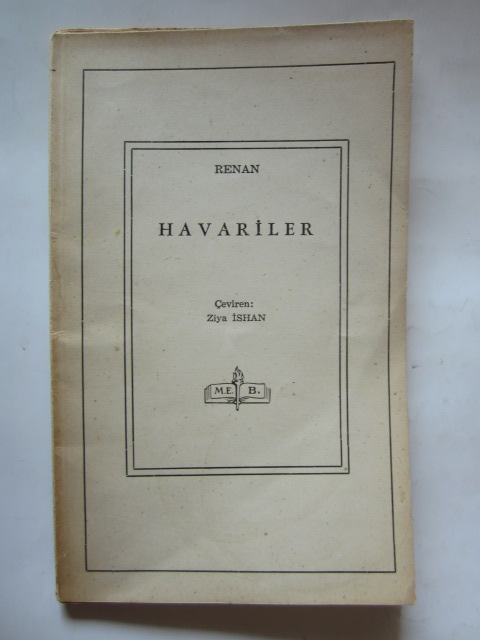 RENAN
HAVARİLER
Çeviren:
Ziya İSHAN
M.E. B.